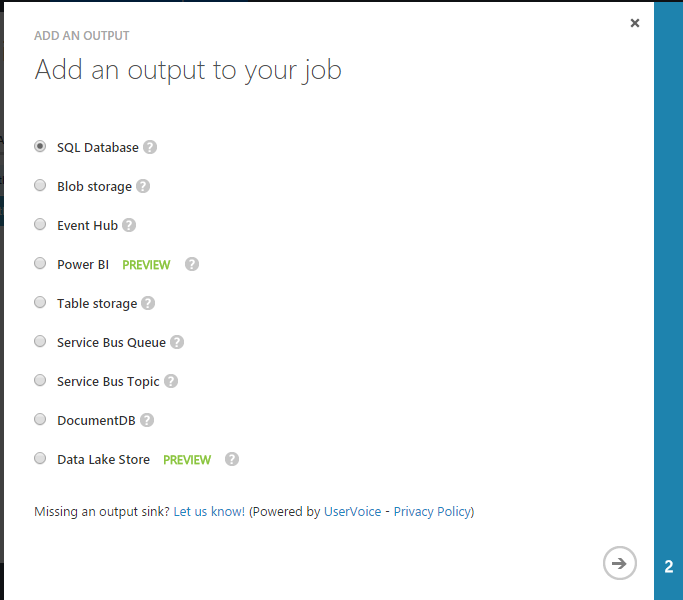 ADD AN OUTPUT
Add an output to your job
SQL Database ?
Blob storage ?
Event Hub ?
Power BI PREVIEW ?
Table storage ?
Service Bus Queue ?
Service Bus Topic ?
DocumentDB ?
Data Lake Store PREVIEW ?
Missing an output sink? Let us know! (Powered by UserVoice - Privacy Policy)
2